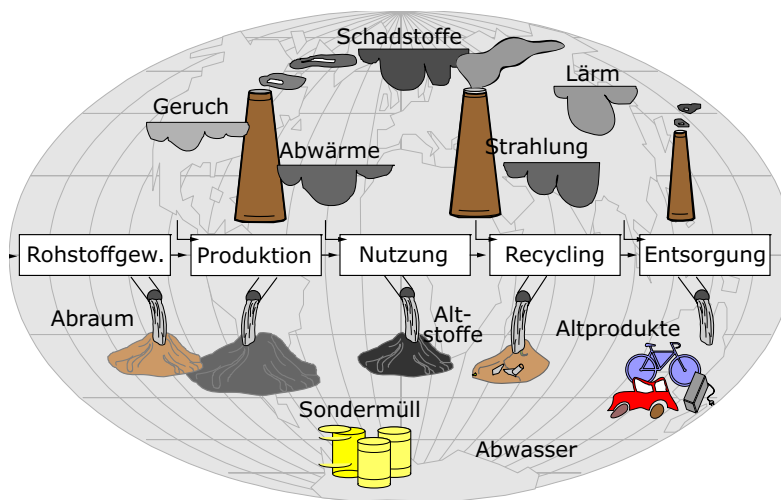 Schadstoffe
Lärm
Geruch
Abwärme
Strahlung
Rohstoffgew.
Produktion
Nutzung
Recycling
Entsorgung
Abraum
Alt-
stoffe
Altprodukte
Sondermüll
Abwasser